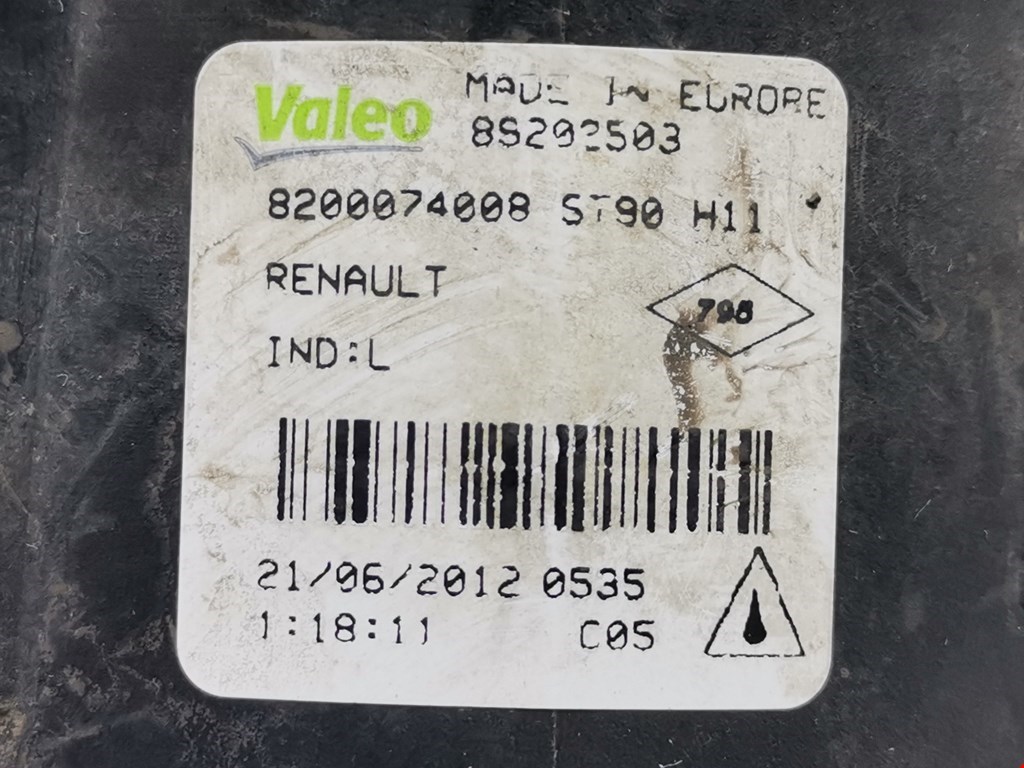 Valeo
MADE IN EUROPE
89202503
8200074008 ST90 H11
RENAULT
798
IND:L
21/06/2012 0535
1:18:11 C05